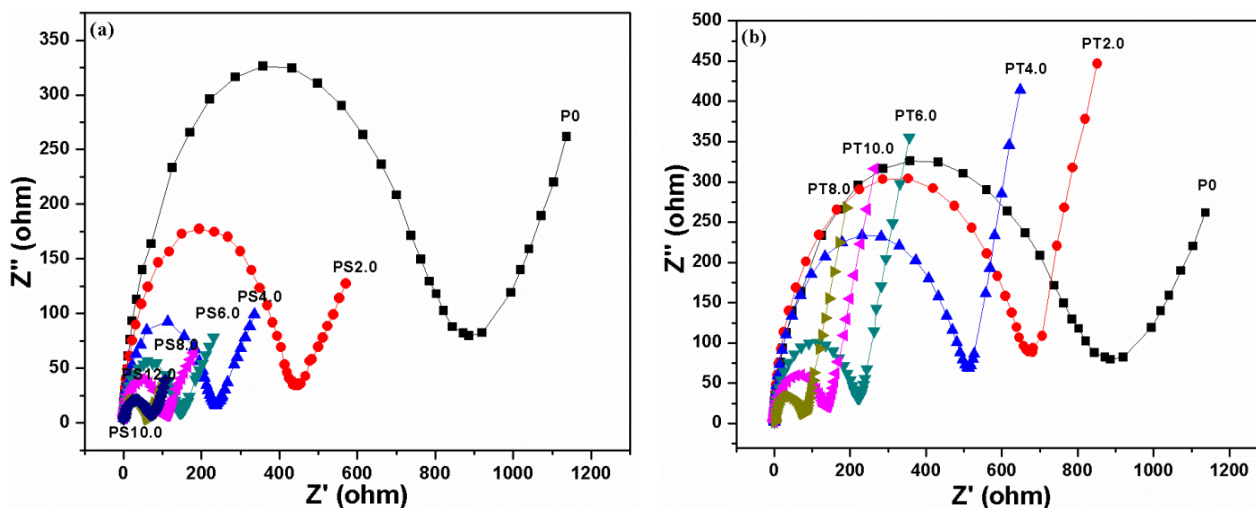 (a)
350
300
250
200
150
100
50
0
Z" (ohm)
P0
PS2.0
PS4.0
PS6.0
PS8.0
PS12.0
PS10.0
0 200 400 600 800 1000 1200
Z' (ohm)
(b)
500
450
400
350
300
250
200
150
100
50
0
Z" (ohm)
PT2.0
PT4.0
PT6.0
PT10.0
PT8.0
P0
0 200 400 600 800 1000 1200
Z' (ohm)